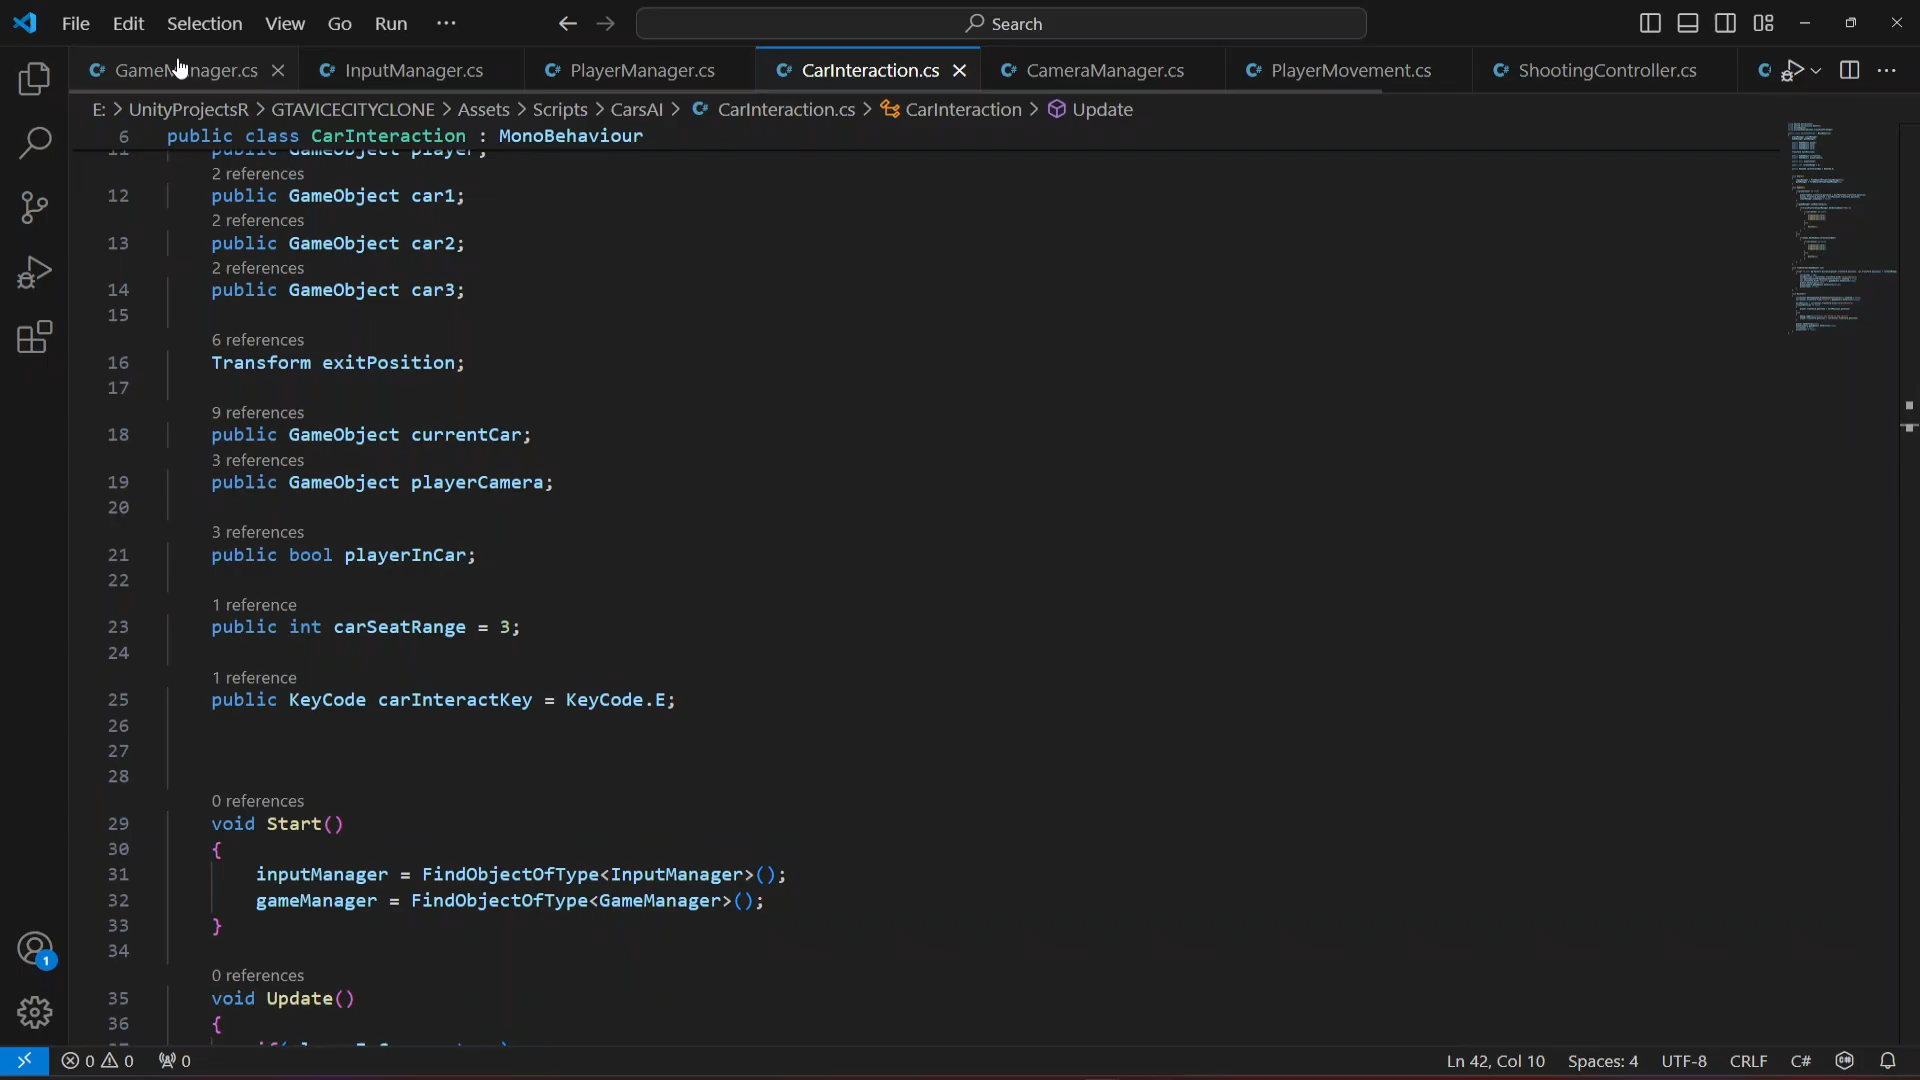 File Edit Selection View Go Run ··· Search
GameManager.cs InputManager.cs PlayerManager.cs CarInteraction.cs CameraManager.cs PlayerMovement.cs ShootingController.cs
E: > UnityProjectsR > GTAVICECITYCLONE > Assets > Scripts > CarsAI > CarInteraction.cs > CarInteraction > Update
6 public class CarInteraction : MonoBehaviour
11 public GameObject player;
2 references
12 public GameObject car1;
2 references
13 public GameObject car2;
2 references
14 public GameObject car3;
15
6 references
16 Transform exitPosition;
17
9 references
18 public GameObject currentCar;
3 references
19 public GameObject playerCamera;
20
3 references
21 public bool playerInCar;
22
1 reference
23 public int carSeatRange = 3;
24
1 reference
25 public KeyCode carInteractKey = KeyCode.E;
26
27
28
0 references
29 void Start()
30 {
31 inputManager = FindObjectOfType<InputManager>();
32 gameManager = FindObjectOfType<GameManager>();
33 }
34
0 references
35 void Update()
36 {
1
0 0 0 Ln 42, Col 10 Spaces: 4 UTF-8 CRLF C#